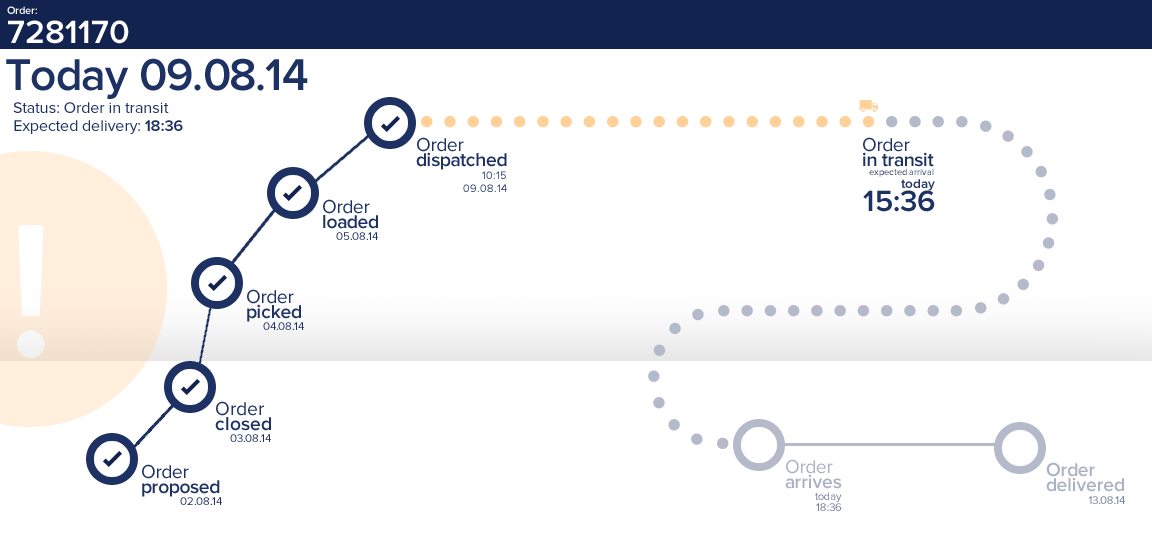 Order:
7281170
Today 09.08.14
Status: Order in transit
Expected delivery: 18:36
!
Order
dispatched
10:15
09.08.14
Order
in transit
expected arrival
today
15:36
Order
loaded
05.08.14
Order
picked
04.08.14
Order
closed
03.08.14
Order
proposed
02.08.14
Order
arrives
today
18:36
Order
delivered
13.08.14